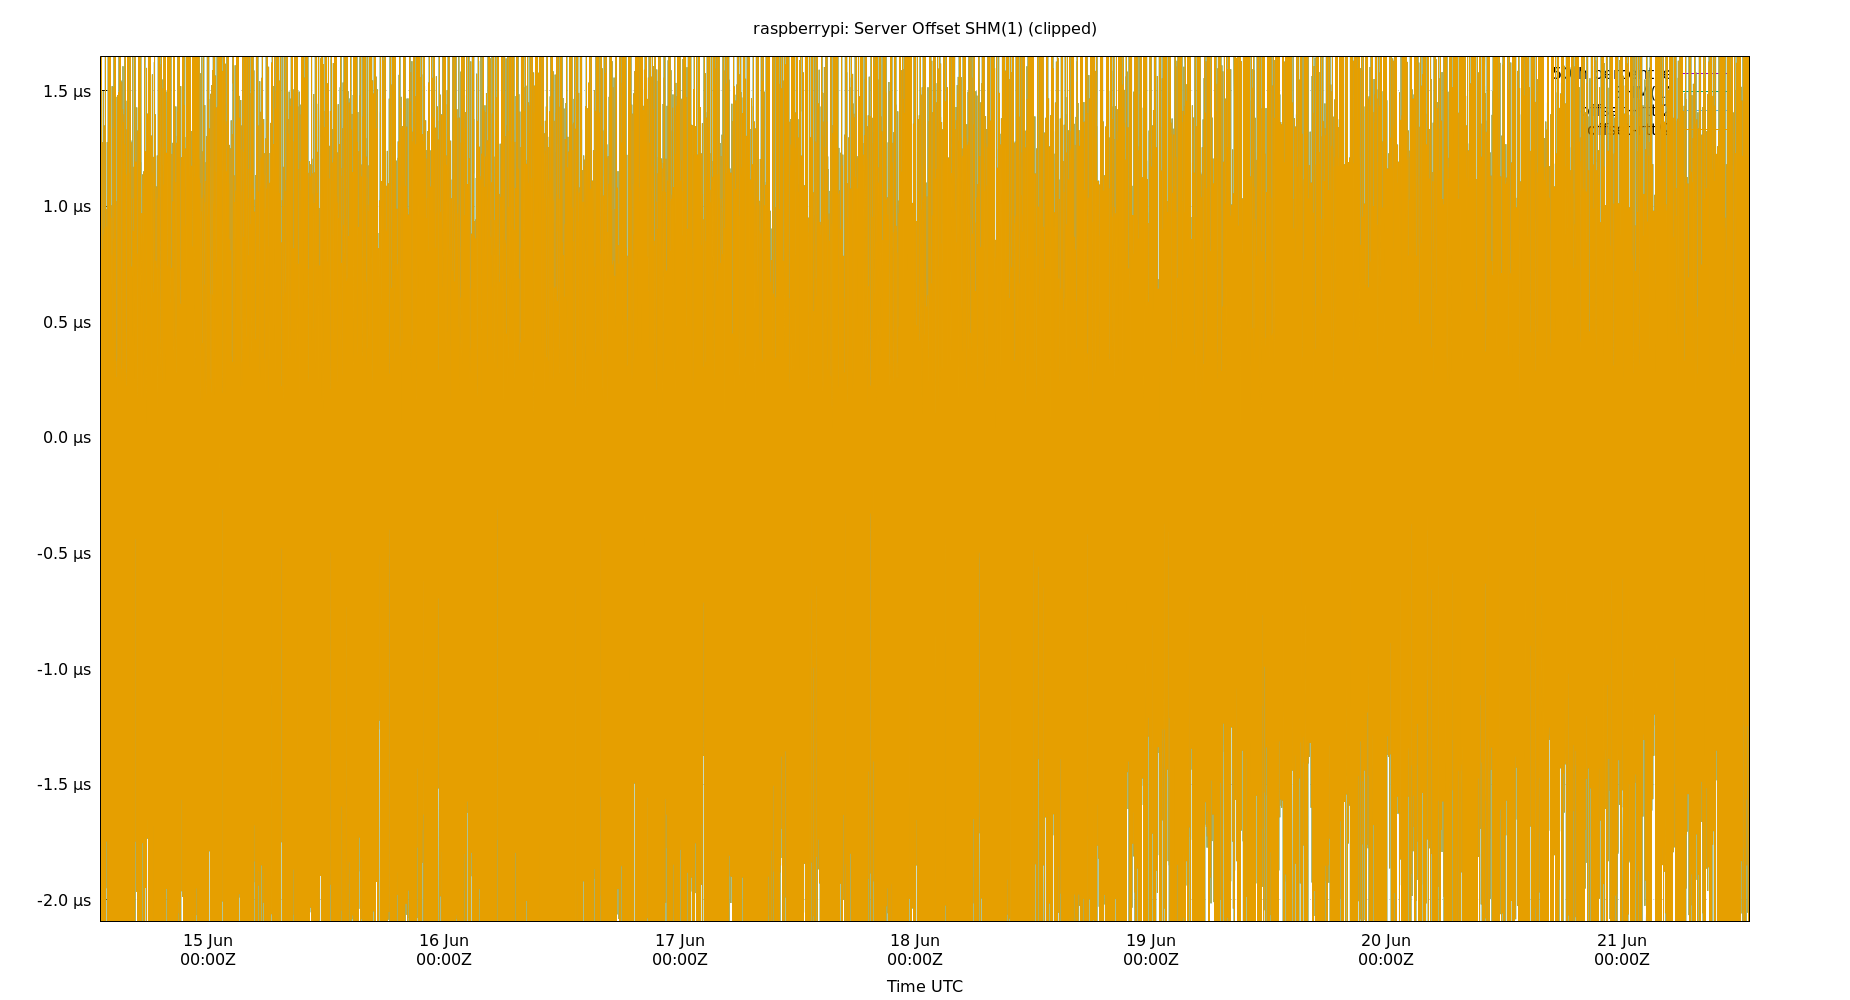 raspberrypi: Server Offset SHM(1) (clipped)
1.5 µs
1.0 µs
0.5 µs
0.0 µs
-0.5 µs
-1.0 µs
-1.5 µs
-2.0 µs
15 Jun 16 Jun 17 Jun 18 Jun 19 Jun 20 Jun 21 Jun
00:00Z 00:00Z 00:00Z 00:00Z 00:00Z 00:00Z 00:00Z
Time UTC